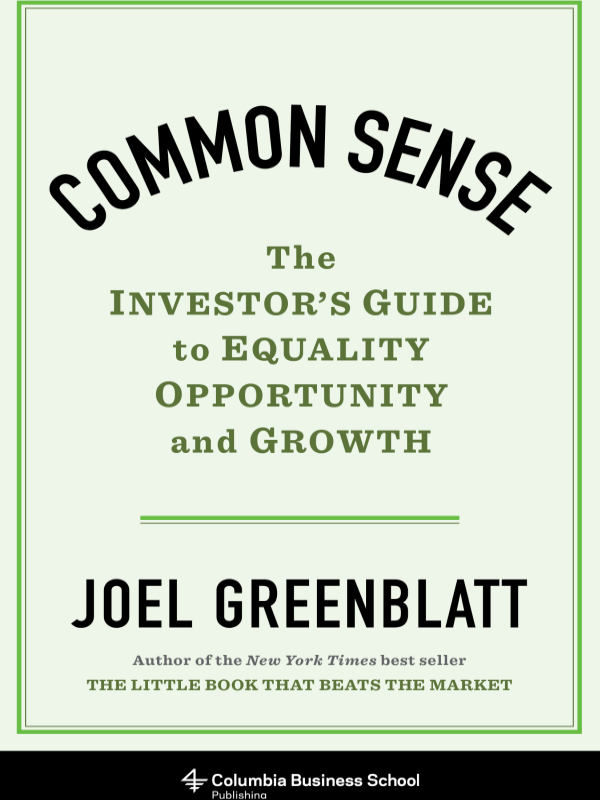 COMMON SENSE
The
INVESTOR’S GUIDE
to EQUALITY
OPPORTUNITY
and GROWTH
JOEL GREENBLATT
Author of the New York Times best seller
THE LITTLE BOOK THAT BEATS THE MARKET
Columbia Business School
Publishing